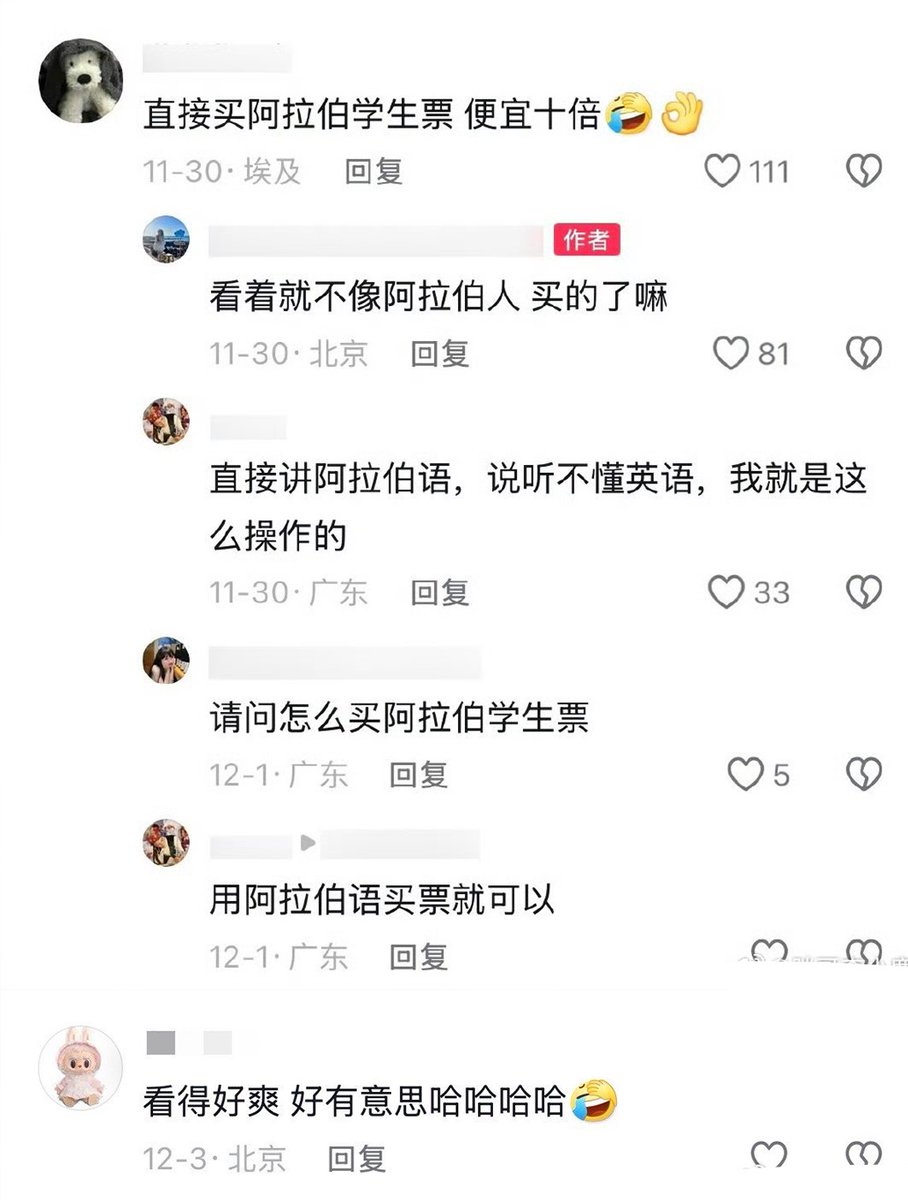 直接买阿拉伯学生票 便宜十倍🤣👌
11-30·埃及 回复 111
作者
看着就不像阿拉伯人 买的了嘛
11-30·北京 回复 81
直接讲阿拉伯语，说听不懂英语，我就是这
么操作的
11-30·广东 回复 33
请问怎么买阿拉伯学生票
12-1·广东 回复 5
用阿拉伯语买票就可以
12-1·广东 回复
看得好爽 好有意思哈哈哈哈🤣
12-3·北京 回复